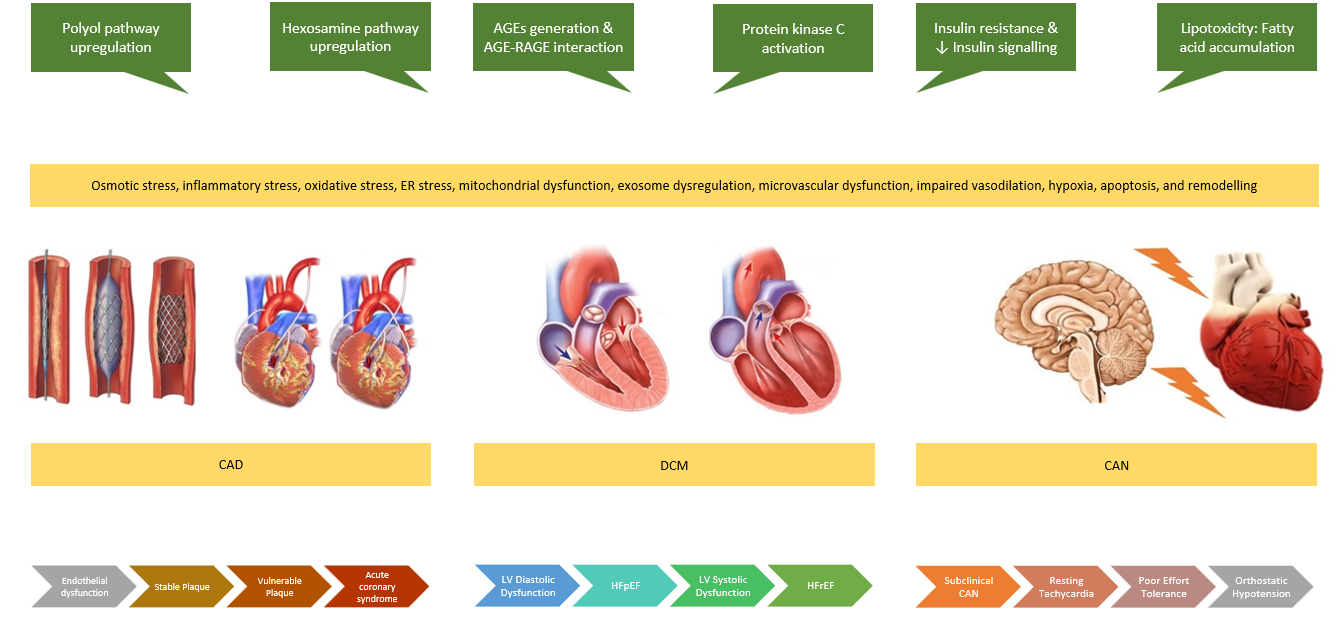 Polyol pathway
upregulation
Hexosamine pathway
upregulation
AGEs generation &
AGE-RAGE interaction
Protein kinase C
activation
Insulin resistance &
↓ Insulin signalling
Lipotoxicity: Fatty
acid accumulation
Osmotic stress, inflammatory stress, oxidative stress, ER stress, mitochondrial dysfunction, exosome dysregulation, microvascular dysfunction, impaired vasodilation, hypoxia, apoptosis, and remodelling
CAD
DCM
CAN
Endothelial
dysfunction
Stable Plaque
Vulnerable
Plaque
Acute
coronary
syndrome
LV Diastolic
Dysfunction
HFpEF
LV Systolic
Dysfunction
HFrEF
Subclinical
CAN
Resting
Tachycardia
Poor Effort
Tolerance
Orthostatic
Hypotension